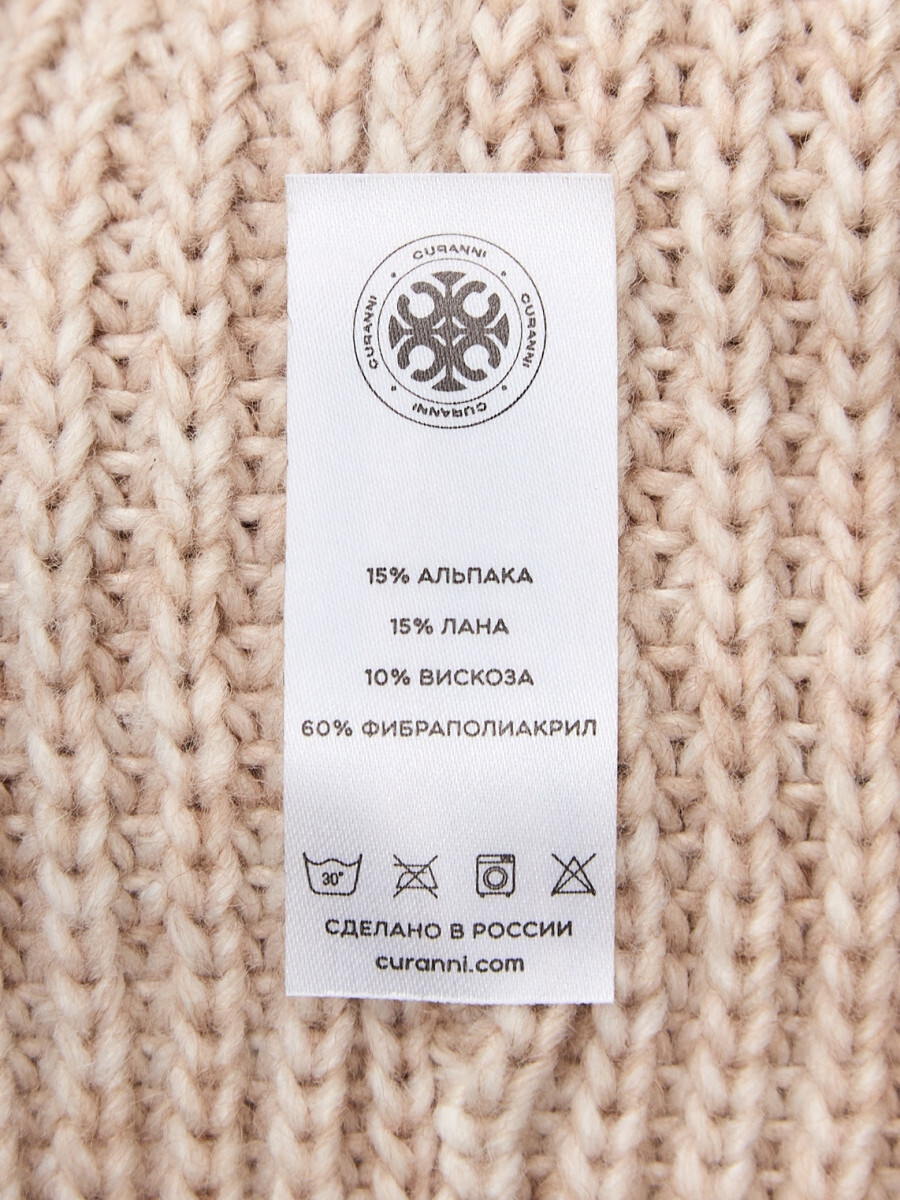 CURANNI
CURANNI
CURANNI
CURANNI
15% АЛЬПАКА
15% ЛАНА
10% ВИСКОЗА
60% ФИБРАПОЛИАКРИЛ
30°
СДЕЛАНО В РОССИИ
curanni.com